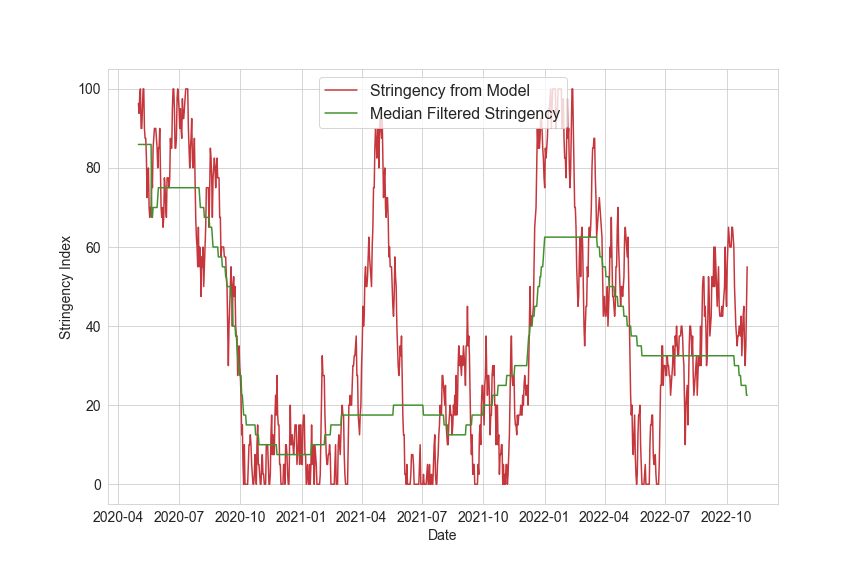 Stringency from Model
Median Filtered Stringency
Stringency Index
100
80
60
40
20
0
2020-04 2020-07 2020-10 2021-01 2021-04 2021-07 2021-10 2022-01 2022-04 2022-07 2022-10
Date